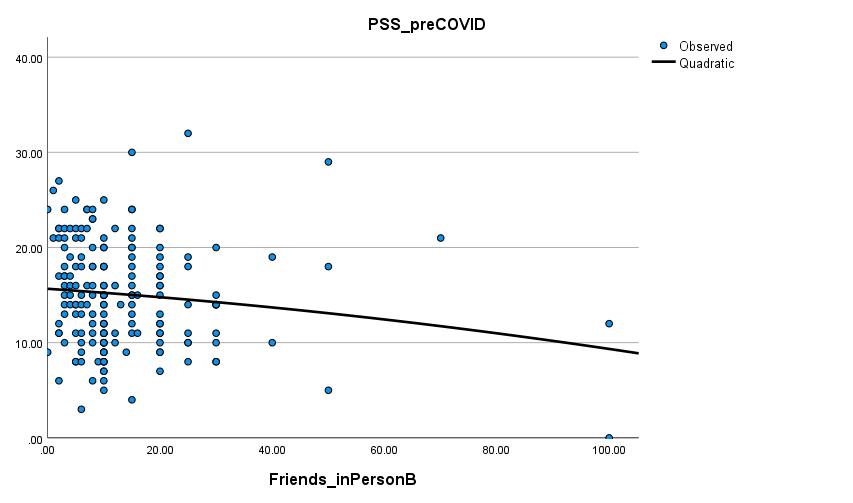 PSS_preCOVID
Observed
Quadratic
40.00
30.00
20.00
10.00
.00
.00 20.00 40.00 60.00 80.00 100.00
Friends_inPersonB